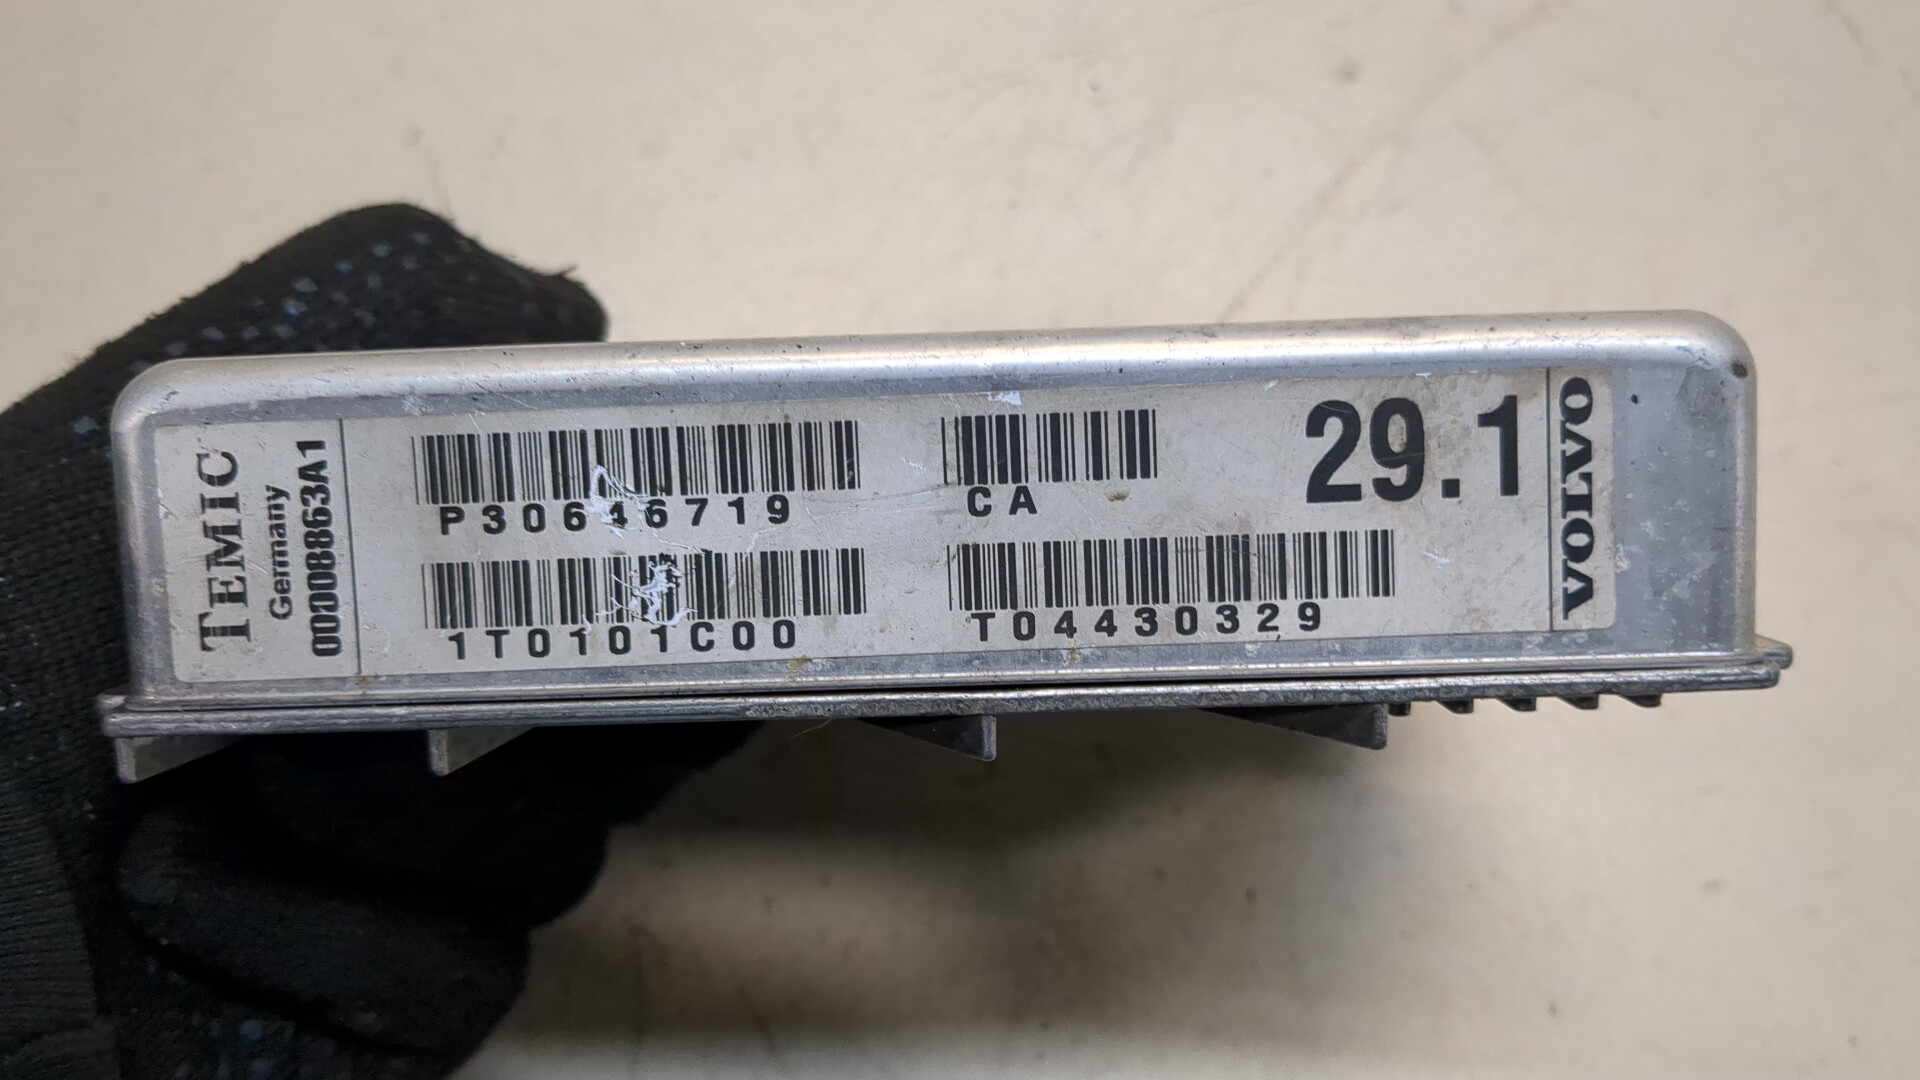 TEMIC
Germany
00008863A1
P30646719
CA
29.1
VOLVO
1T0101C00
T04430329